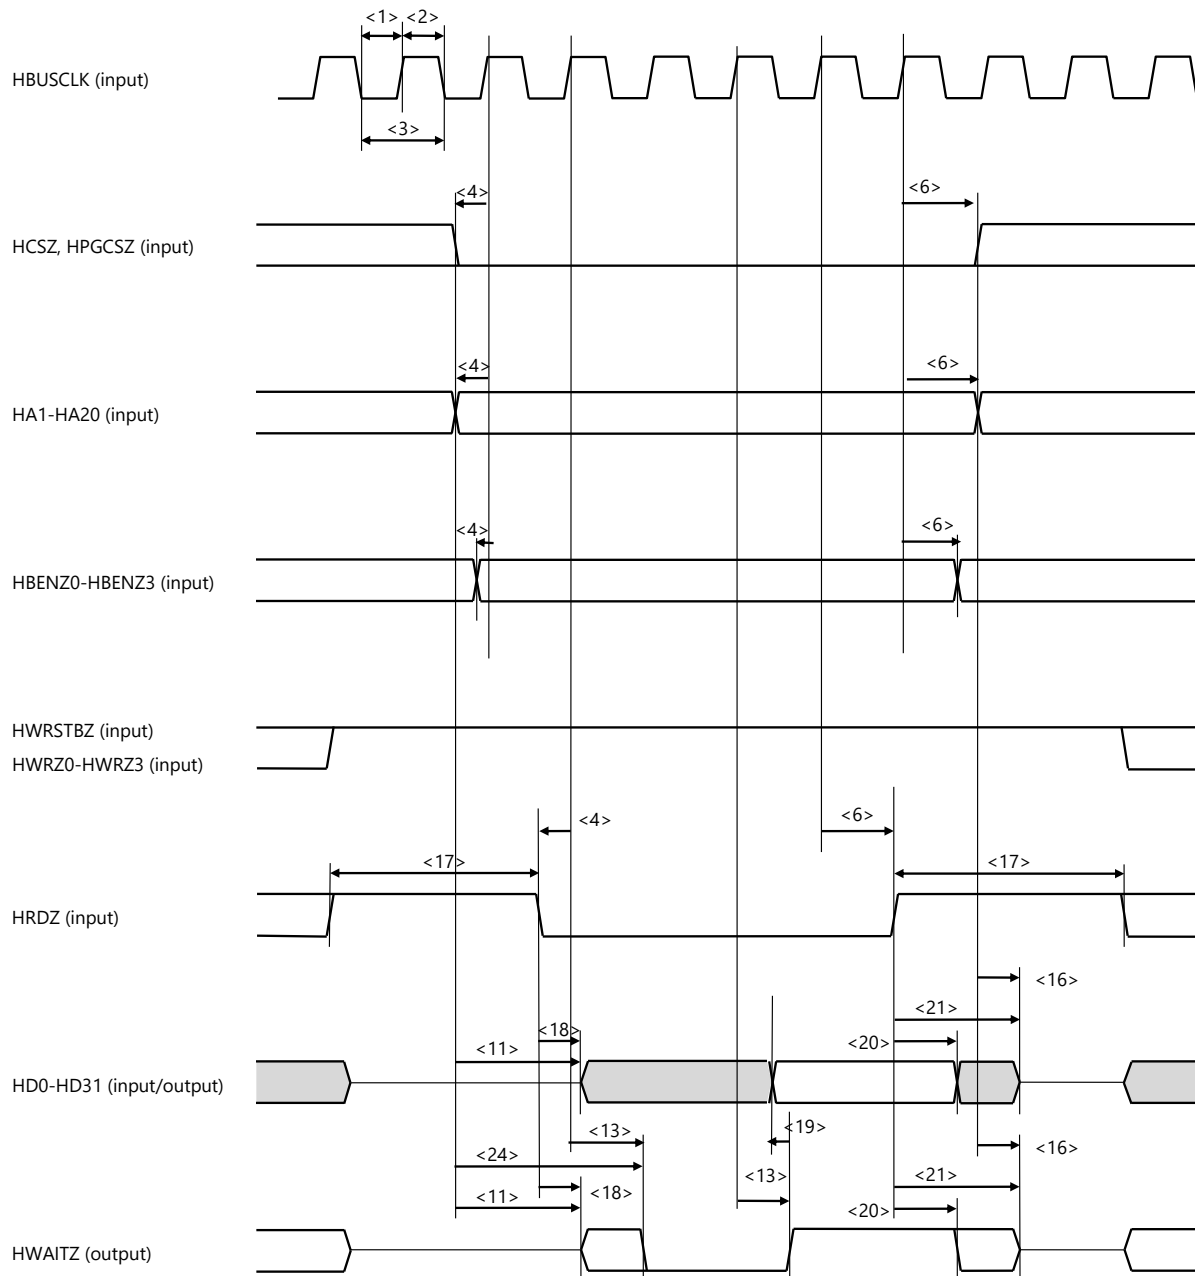 <1> <2>
HBUSCLK (input)
<3>
<4> <6>
HCSZ, HPGCSZ (input)
<4> <6>
HA1-HA20 (input)
<4> <6>
HBENZ0-HBENZ3 (input)
HWRSTBZ (input)
HWRZ0-HWRZ3 (input)
<4> <6>
<17> <17>
HRDZ (input)
<16>
<21>
<18> <20>
<11>
HD0-HD31 (input/output)
<13> <19> <16>
<24>
<18> <13> <21>
<11> <20>
HWAITZ (output)